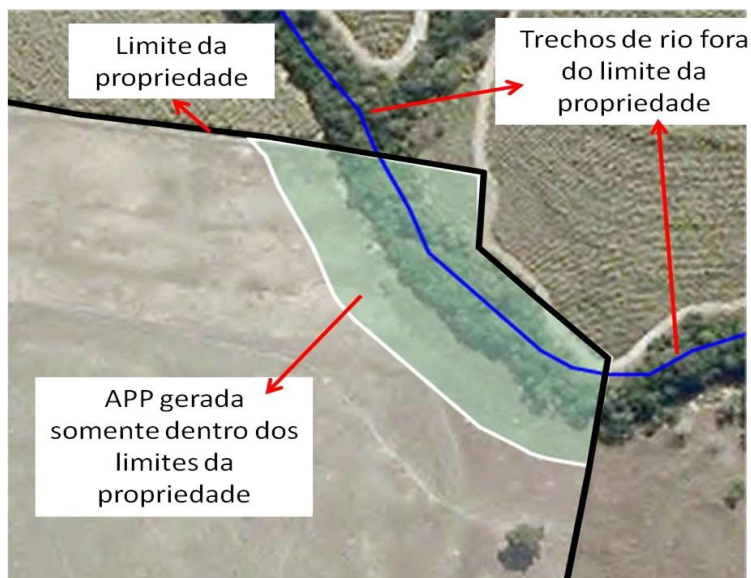 Limite da
propriedade
Trechos de rio fora
do limite da
propriedade
APP gerada
somente dentro dos
limites da
propriedade